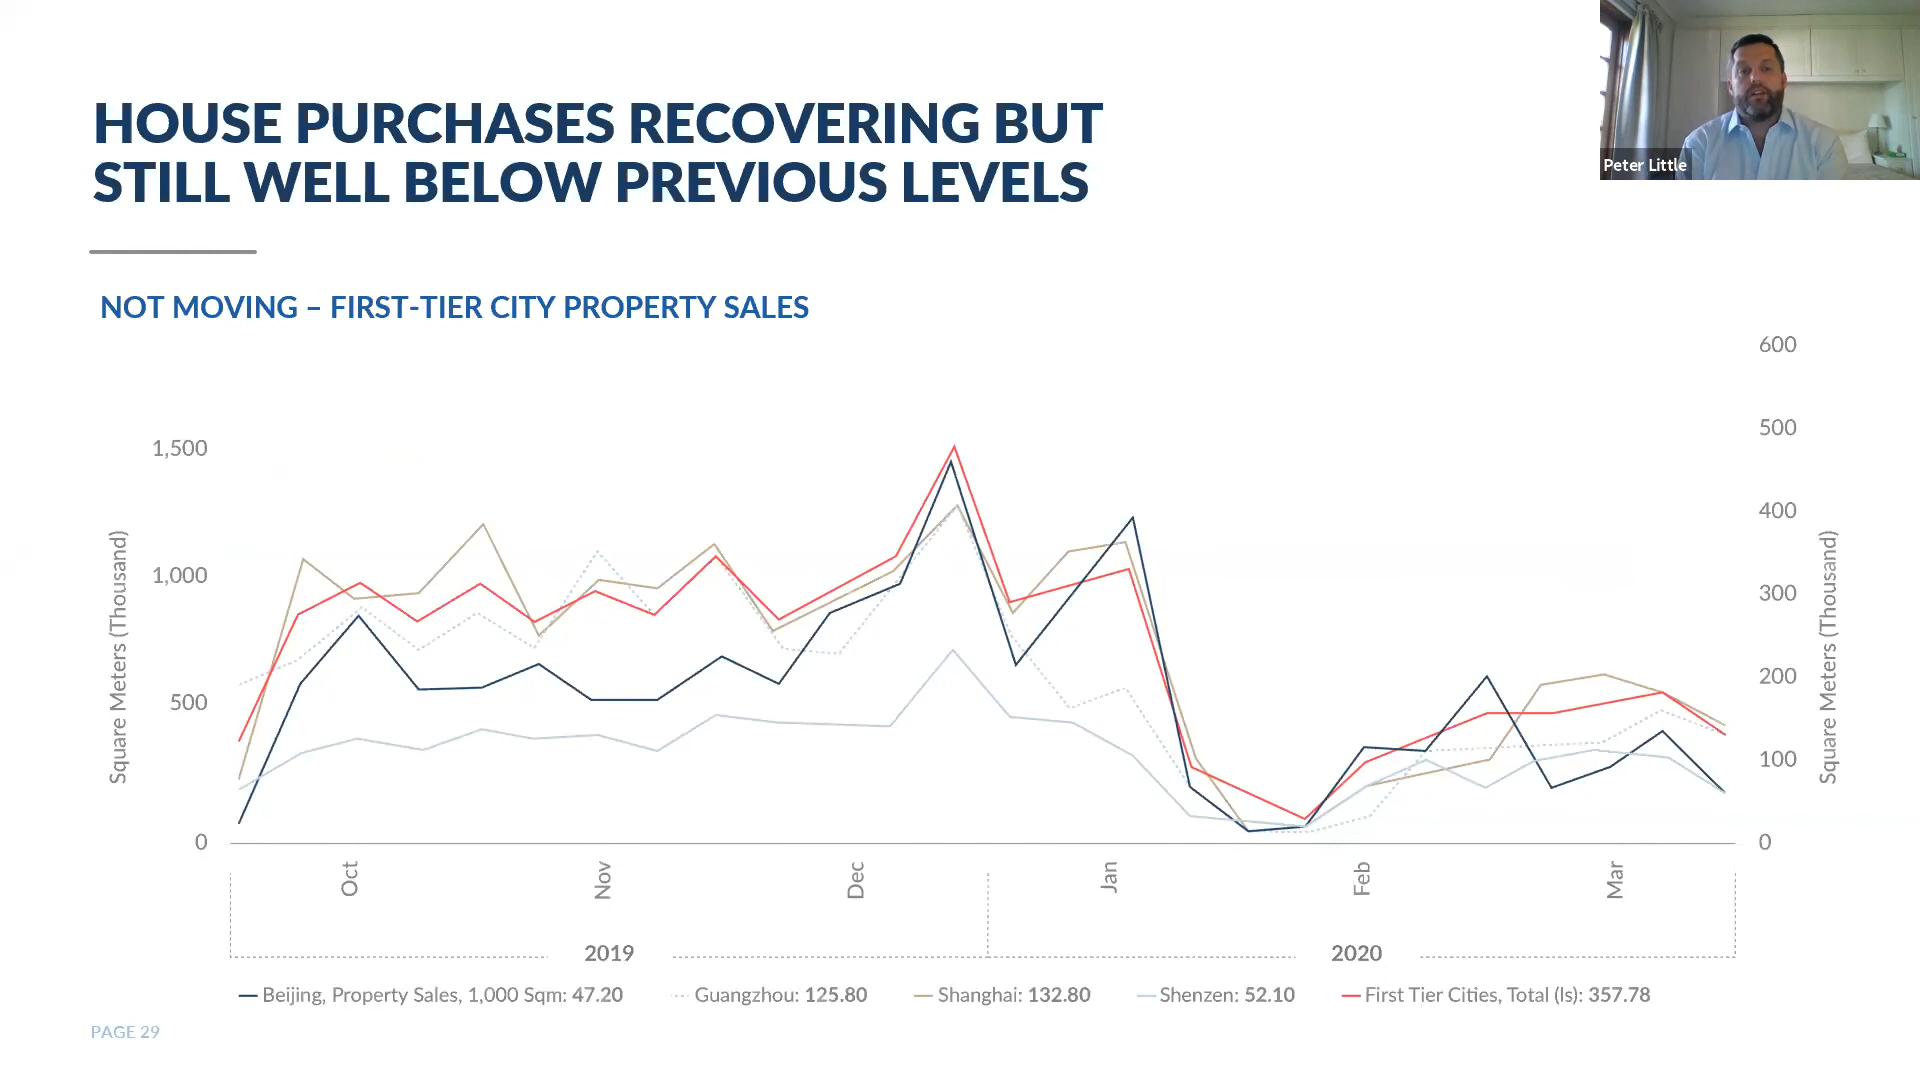 HOUSE PURCHASES RECOVERING BUT
STILL WELL BELOW PREVIOUS LEVELS
Peter Little
NOT MOVING – FIRST-TIER CITY PROPERTY SALES
600
500
400
300
200
100
0
1,500
1,000
500
0
Square Meters (Thousand)
Square Meters (Thousand)
Oct
Nov
Dec
Jan
Feb
Mar
2019
2020
Beijing, Property Sales, 1,000 Sqm: 47.20
Guangzhou: 125.80
Shanghai: 132.80
Shenzen: 52.10
First Tier Cities, Total (ls): 357.78
PAGE 29